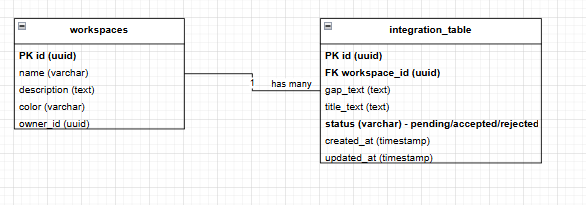 workspaces
PK id (uuid)
name (varchar)
description (text)
color (varchar)
owner_id (uuid)
1
has many
integration_table
PK id (uuid)
FK workspace_id (uuid)
gap_text (text)
title_text (text)
status (varchar) - pending/accepted/rejected
created_at (timestamp)
updated_at (timestamp)